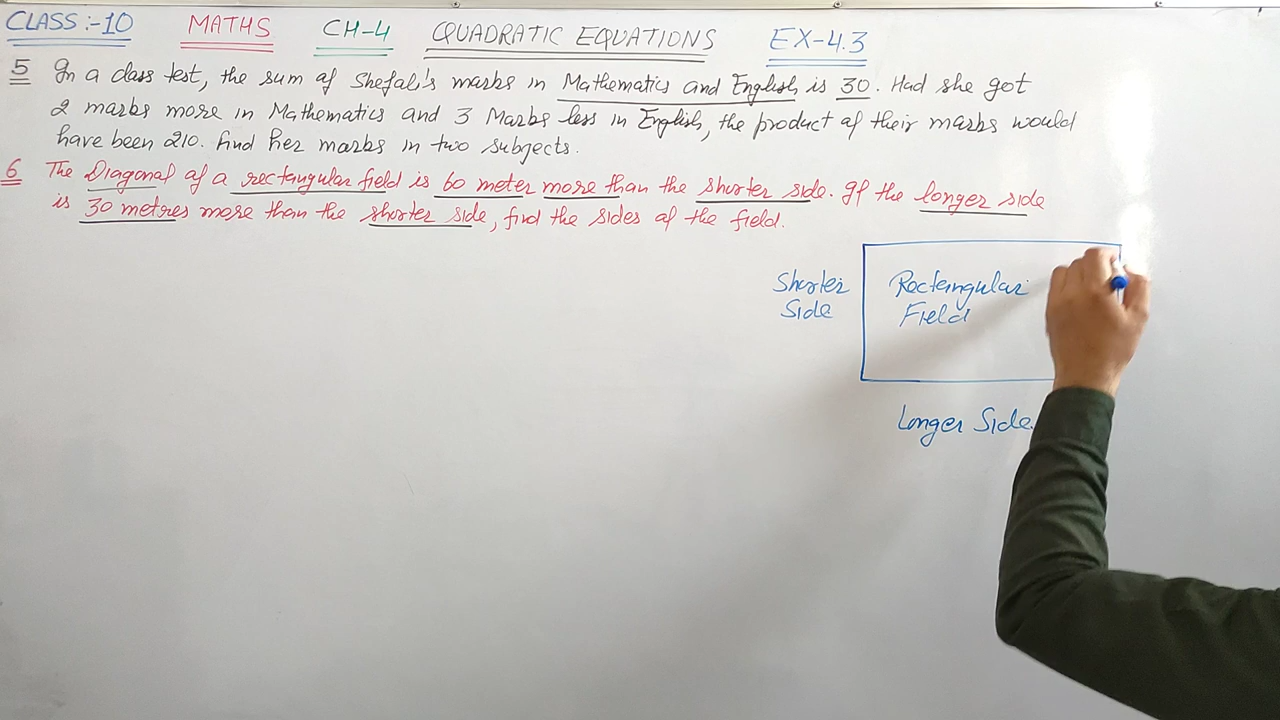 CLASS:-10 MATHS CH-4 QUADRATIC EQUATIONS EX-4.3
5 In a class test, the sum of Shefali's marks in Mathematics and English is 30. Had she got
2 marks more in Mathematics and 3 Marks less in English, the product of their marks would
have been 210. Find her marks in two subjects.
6 The Diagonal of a rectangular field is 60 meter more than the shorter side. If the longer side
is 30 metres more than the shorter side, find the sides of the field.
Shorter
Side
Rectangular
Field
Longer Side